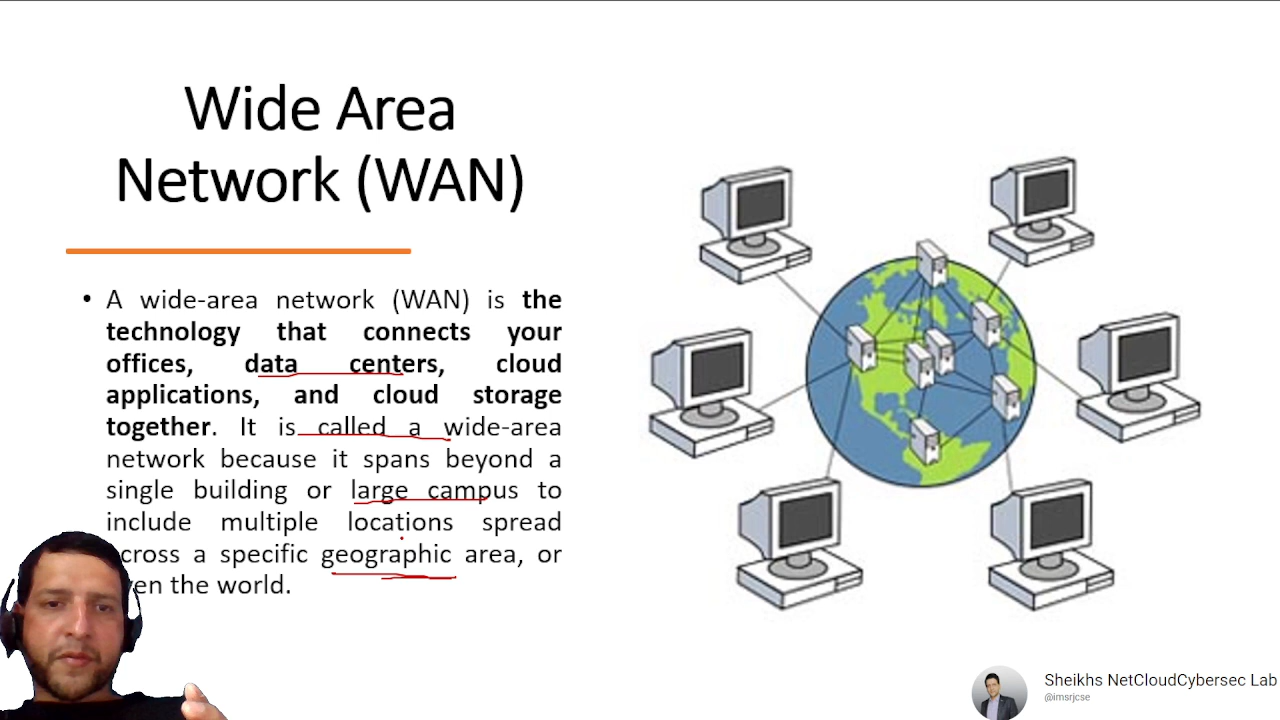 Wide Area
Network (WAN)
• A wide-area network (WAN) is the
technology that connects your
offices, data centers, cloud
applications, and cloud storage
together. It is called a wide-area
network because it spans beyond a
single building or large campus to
include multiple locations spread
across a specific geographic area, or
even the world.
Sheikhs NetCloudCybersec Lab
@imsrjcse